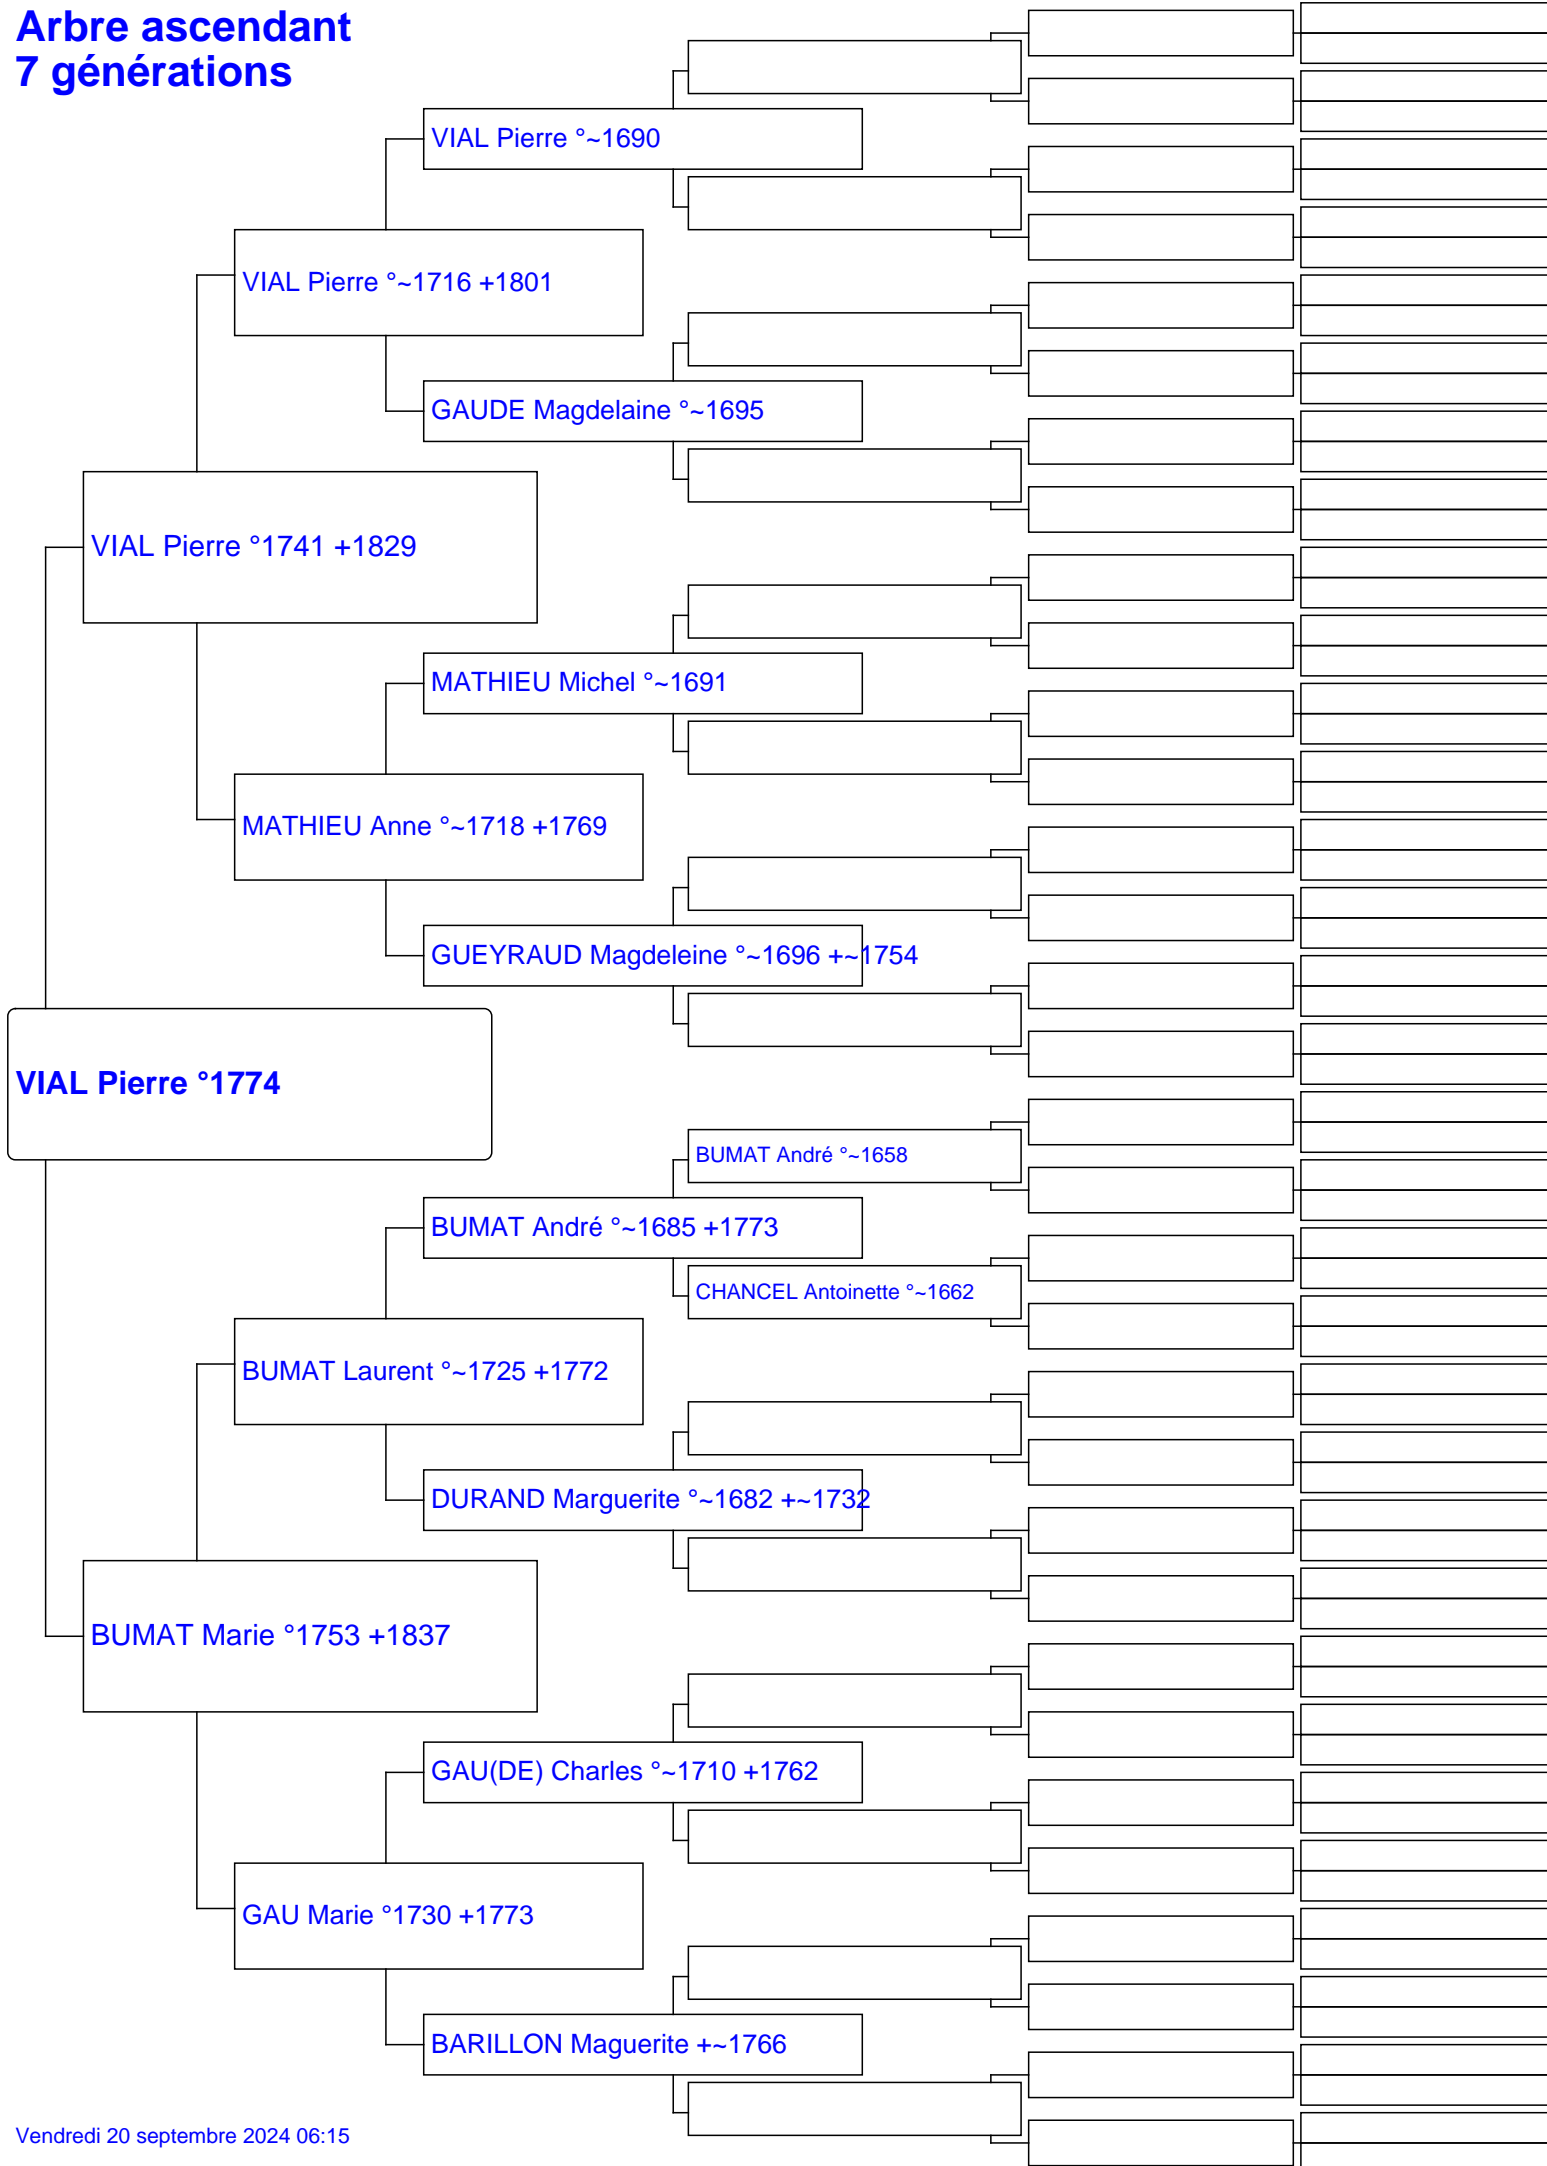 Arbre ascendant
7 générations
VIAL Pierre °~1690
VIAL Pierre °~1716 +1801
GAUDE Magdelaine °~1695
VIAL Pierre °1741 +1829
MATHIEU Michel °~1691
MATHIEU Anne °~1718 +1769
GUEYRAUD Magdeleine °~1696 +~1754
VIAL Pierre °1774
BUMAT André °~1658
BUMAT André °~1685 +1773
CHANCEL Antoinette °~1662
BUMAT Laurent °~1725 +1772
DURAND Marguerite °~1682 +~1732
BUMAT Marie °1753 +1837
GAU(DE) Charles °~1710 +1762
GAU Marie °1730 +1773
BARILLON Maguerite +~1766
Vendredi 20 septembre 2024 06:15